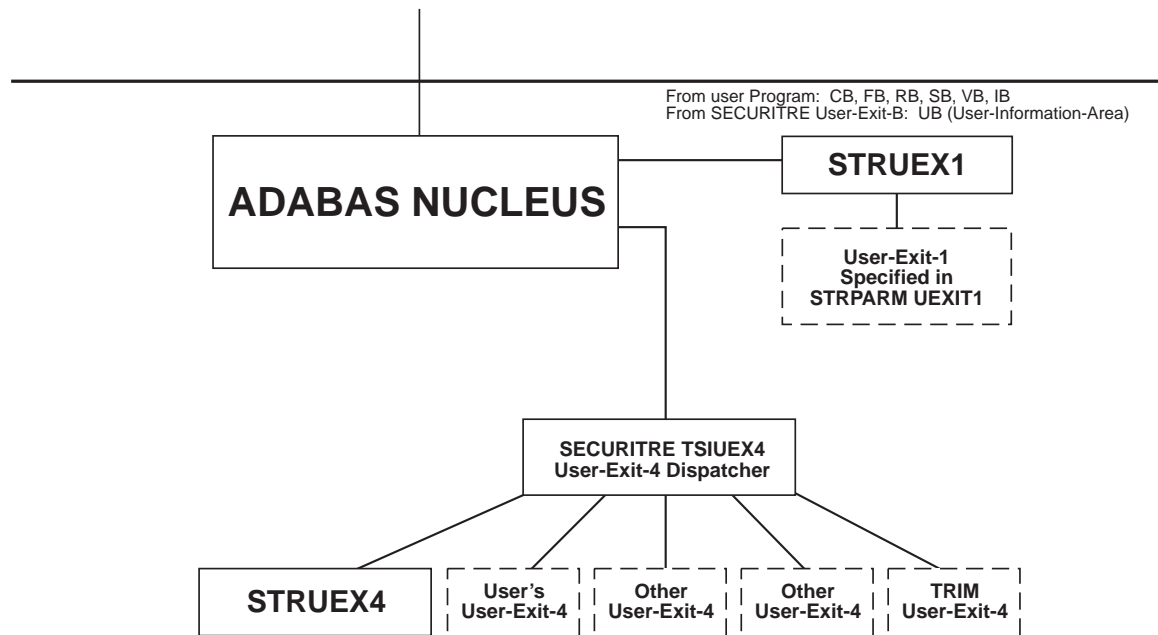 From user Program:  CB, FB, RB, SB, VB, IB
From SECURITRE User-Exit-B:  UB (User-Information-Area)
ADABAS NUCLEUS
STRUEX1
User-Exit-1
Specified in
STRPARM UEXIT1
SECURITRE TSIUEX4
User-Exit-4 Dispatcher
STRUEX4
User's
User-Exit-4
Other
User-Exit-4
Other
User-Exit-4
TRIM
User-Exit-4